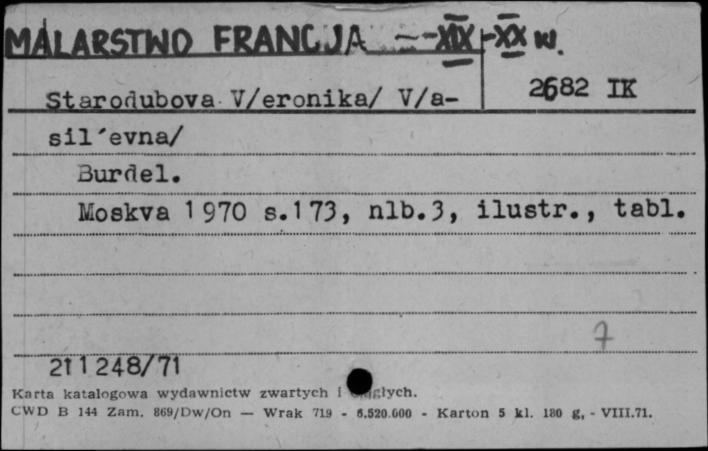 MALARSTWO FRANCJA -- XIX-XX w.
2682 IK
Starodubova V/eronika/ V/a-
sil´evna/
Burdel.
Moskva 1970 s.173, nlb.3, ilustr., tabl.
7
211248/71
Karta katalogowa wydawnictw zwartych i ciągłych.
CWD B 144 Zam. 869/Dw/On — Wrak 719 - 6.520.000 - Karton 5 kl. 180 g, - VIII.71.